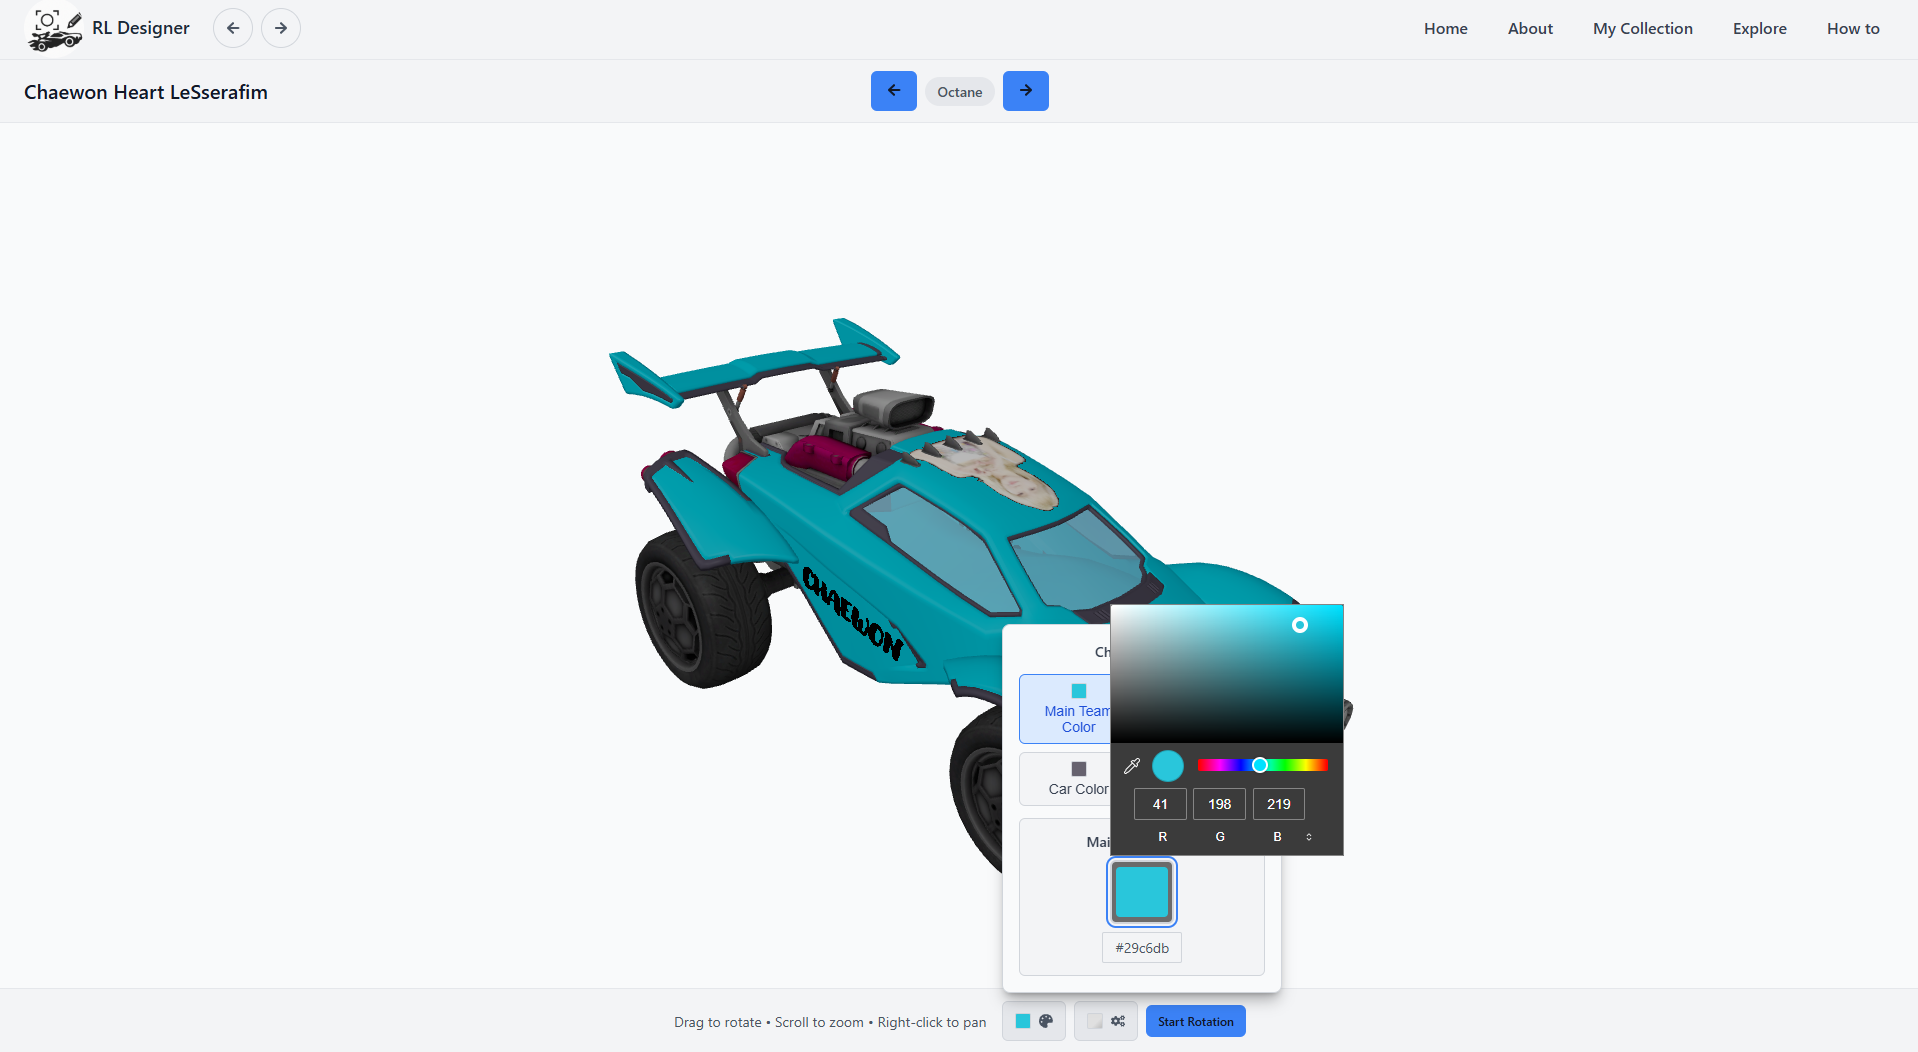 RL Designer
Home
About
My Collection
Explore
How to
Chaewon Heart LeSserafim
Octane
CHAEWON
Ch
Main Team
Color
Car Color
41
198
219
R
G
B
Mai
#29c6db
Drag to rotate • Scroll to zoom • Right-click to pan
Start Rotation